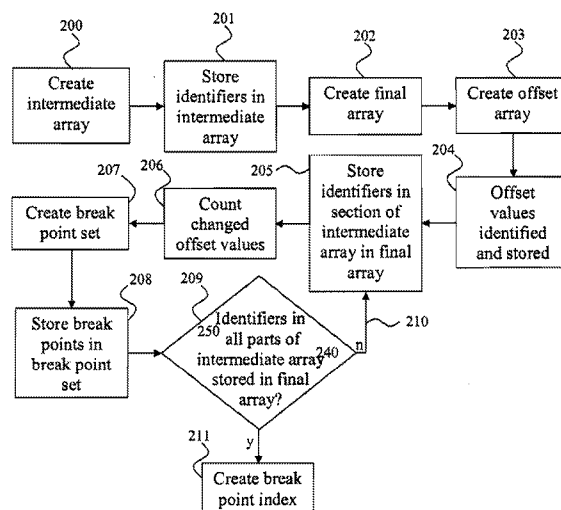 200
Create
intermediate
array
201
Store
identifiers in
intermediate
array
202
Create final
array
203
Create offset
array
204
Offset
values
identified
and stored
205
Store
identifiers in
section of
intermediate
array in final
array
206
Count
changed
offset values
207
Create break
point set
208
Store break
points in
break point
set
209
Identifiers in
250
all parts of
intermediate array
240
stored in final
array?
n
210
y
211
Create break
point index